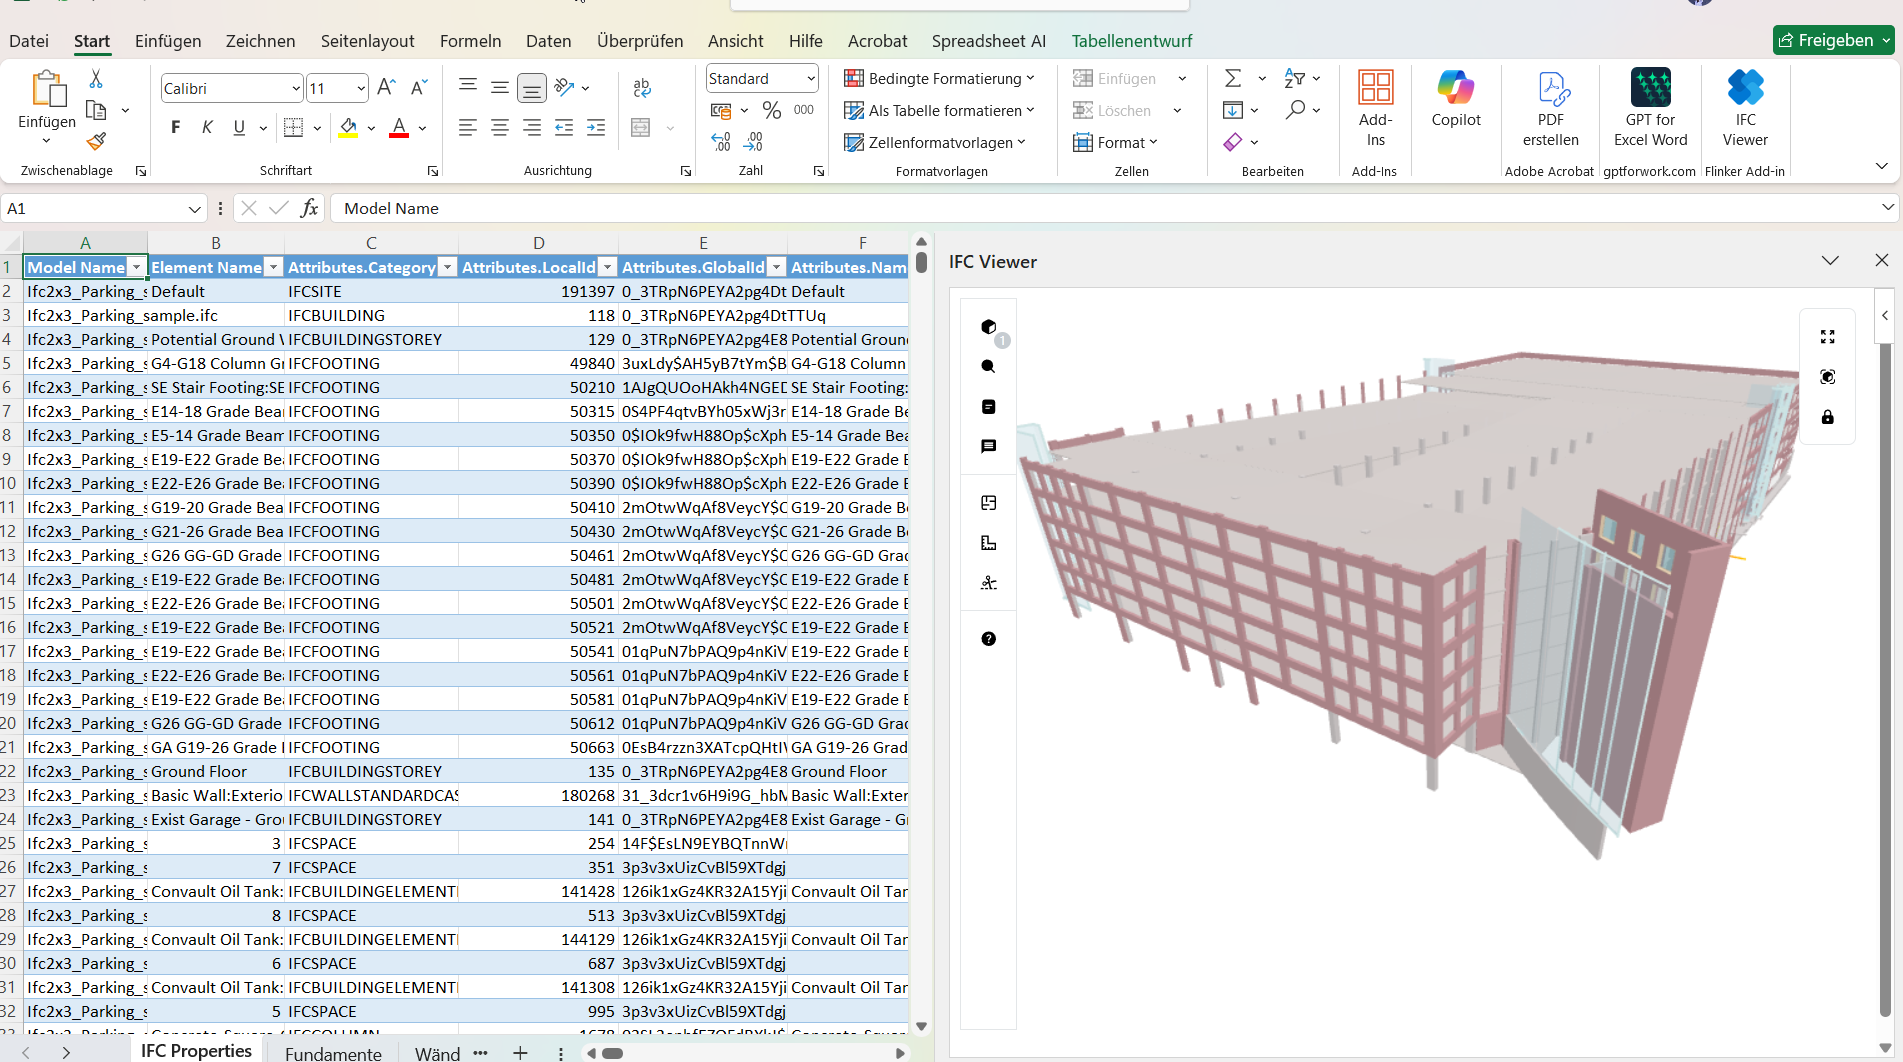 Datei Start Einfügen Zeichnen Seitenlayout Formeln Daten Überprüfen Ansicht Hilfe Acrobat Spreadsheet AI Tabellenentwurf Freigeben
Einfügen
Zwischenablage
Calibri 11
F K U
Schriftart
Ausrichtung
Standard
% 000
Zahl
Bedingte Formatierung
Als Tabelle formatieren
Zellenformatvorlagen
Formatvorlagen
Einfügen
Löschen
Format
Zellen
Bearbeiten
Add-Ins
Add-Ins
Copilot
PDF erstellen
Adobe Acrobat
GPT for Excel Word
gptforwork.com
IFC Viewer
Flinker Add-in
A1 fx Model Name
A B C D E F
1 Model Name Element Name Attributes.Category Attributes.LocalId Attributes.GlobalId Attributes.Nam
2 Ifc2x3_Parking_s Default IFCSITE 191397 0_3TRpN6PEYA2pg4Dt Default
3 Ifc2x3_Parking_sample.ifc IFCBUILDING 118 0_3TRpN6PEYA2pg4DtTTUq
4 Ifc2x3_Parking_s Potential Ground IFCBUILDINGSTOREY 129 0_3TRpN6PEYA2pg4E8 Potential Groun
5 Ifc2x3_Parking_s G4-G18 Column Gr IFCFOOTING 49840 3uxLdy$AH5yB7tYm$B G4-G18 Column
6 Ifc2x3_Parking_s SE Stair Footing:SE IFCFOOTING 50210 1AJgQUOoHAkh4NGED SE Stair Footing:
7 Ifc2x3_Parking_s E14-18 Grade Bea IFCFOOTING 50315 0S4PF4qtvBYh05xWj3r E14-18 Grade Be
8 Ifc2x3_Parking_s E5-14 Grade Beam IFCFOOTING 50350 0$IOk9fwH88Op$cXph E5-14 Grade Bea
9 Ifc2x3_Parking_s E19-E22 Grade Be IFCFOOTING 50370 0$IOk9fwH88Op$cXph E19-E22 Grade B
10 Ifc2x3_Parking_s E22-E26 Grade Be IFCFOOTING 50390 0$IOk9fwH88Op$cXph E22-E26 Grade B
11 Ifc2x3_Parking_s G19-20 Grade Bea IFCFOOTING 50410 2mOtwWqAf8VeycY$C G19-20 Grade B
12 Ifc2x3_Parking_s G21-26 Grade Bea IFCFOOTING 50430 2mOtwWqAf8VeycY$C G21-26 Grade B
13 Ifc2x3_Parking_s G26 GG-GD Grade IFCFOOTING 50461 2mOtwWqAf8VeycY$C G26 GG-GD Grad
14 Ifc2x3_Parking_s E19-E22 Grade Be IFCFOOTING 50481 2mOtwWqAf8VeycY$C E19-E22 Grade B
15 Ifc2x3_Parking_s E22-E26 Grade Be IFCFOOTING 50501 2mOtwWqAf8VeycY$C E22-E26 Grade B
16 Ifc2x3_Parking_s E19-E22 Grade Be IFCFOOTING 50521 2mOtwWqAf8VeycY$C E19-E22 Grade B
17 Ifc2x3_Parking_s E19-E22 Grade Be IFCFOOTING 50541 01qPuN7bPAQ9p4nKiV E19-E22 Grade B
18 Ifc2x3_Parking_s E22-E26 Grade Be IFCFOOTING 50561 01qPuN7bPAQ9p4nKiV E22-E26 Grade B
19 Ifc2x3_Parking_s E19-E22 Grade Be IFCFOOTING 50581 01qPuN7bPAQ9p4nKiV E19-E22 Grade B
20 Ifc2x3_Parking_s G26 GG-GD Grade IFCFOOTING 50612 01qPuN7bPAQ9p4nKiV G26 GG-GD Grad
21 Ifc2x3_Parking_s GA G19-26 Grade IFCFOOTING 50663 0EsB4rzzn3XATcpQHtI GA G19-26 Grad
22 Ifc2x3_Parking_s Ground Floor IFCBUILDINGSTOREY 135 0_3TRpN6PEYA2pg4E8 Ground Floor
23 Ifc2x3_Parking_s Basic Wall:Exterio IFCWALLSTANDARDCAS 180268 31_3dcr1v6H9i9G_hbM Basic Wall:Exter
24 Ifc2x3_Parking_s Exist Garage - Gro IFCBUILDINGSTOREY 141 0_3TRpN6PEYA2pg4E8 Exist Garage - G
25 Ifc2x3_Parking_s 3 IFCSPACE 254 14F$EsLN9EYBQTnnW
26 Ifc2x3_Parking_s 7 IFCSPACE 351 3p3v3xUizCvBl59XTdgj
27 Ifc2x3_Parking_s Convault Oil Tank: IFCBUILDINGELEMENT 141428 126ik1xGz4KR32A15Yji Convault Oil Tan
28 Ifc2x3_Parking_s 8 IFCSPACE 513 3p3v3xUizCvBl59XTdgj
29 Ifc2x3_Parking_s Convault Oil Tank: IFCBUILDINGELEMENT 144129 126ik1xGz4KR32A15Yji Convault Oil Tan
30 Ifc2x3_Parking_s 6 IFCSPACE 687 3p3v3xUizCvBl59XTdgj
31 Ifc2x3_Parking_s Convault Oil Tank: IFCBUILDINGELEMENT 141308 126ik1xGz4KR32A15Yji Convault Oil Tan
32 Ifc2x3_Parking_s 5 IFCSPACE 995 3p3v3xUizCvBl59XTdgj
IFC Properties Fundamente Wänd
IFC Viewer
1